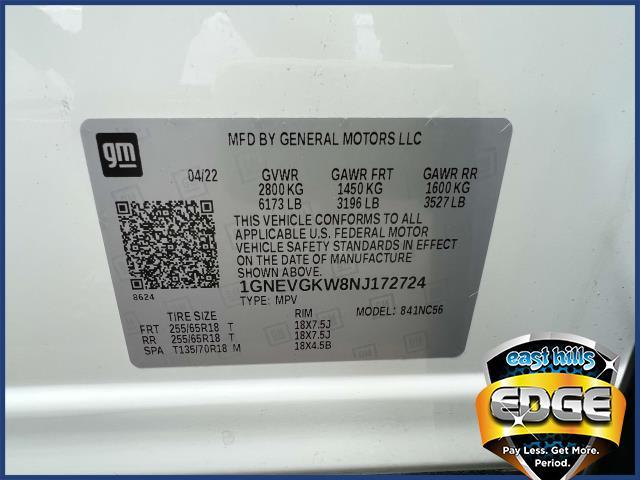 gm
MFD BY GENERAL MOTORS LLC
04/22 GVWR GAWR FRT GAWR RR
2800 KG 1450 KG 1600 KG
6173 LB 3196 LB 3527 LB
THIS VEHICLE CONFORMS TO ALL
APPLICABLE U.S. FEDERAL MOTOR
VEHICLE SAFETY STANDARDS IN EFFECT
ON THE DATE OF MANUFACTURE
SHOWN ABOVE.
8624
1GNEVGKW8NJ172724
TYPE: MPV MODEL: 841NC56
TIRE SIZE RIM
FRT 255/65R18 T 18X7.5J
RR 255/65R18 T 18X7.5J
SPA T135/70R18 M 18X4.5B
east hills
EDGE
Pay Less. Get More.
Period.